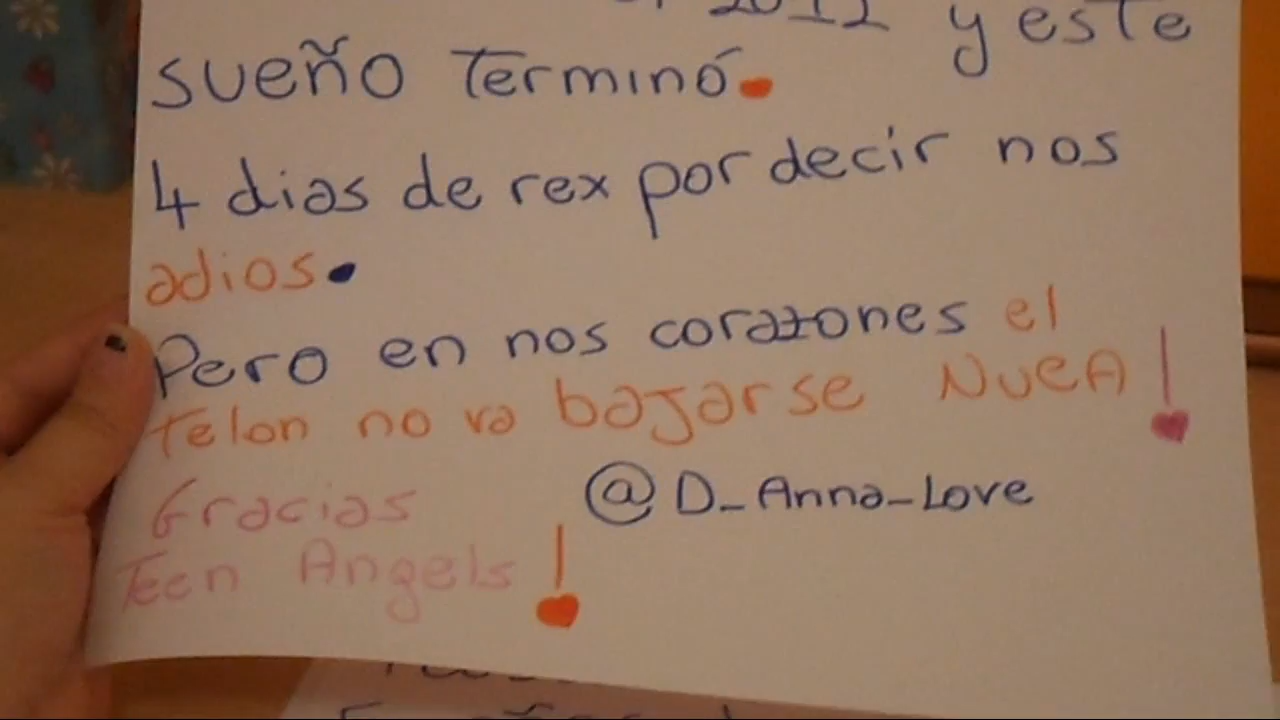 2012 y este
sueño terminó.
4 dias de rex por decir nos
adios.
Pero en nos corazones el
telon no va bajarse NUCA!
Gracias @D_Anna_Love
Teen Angels!